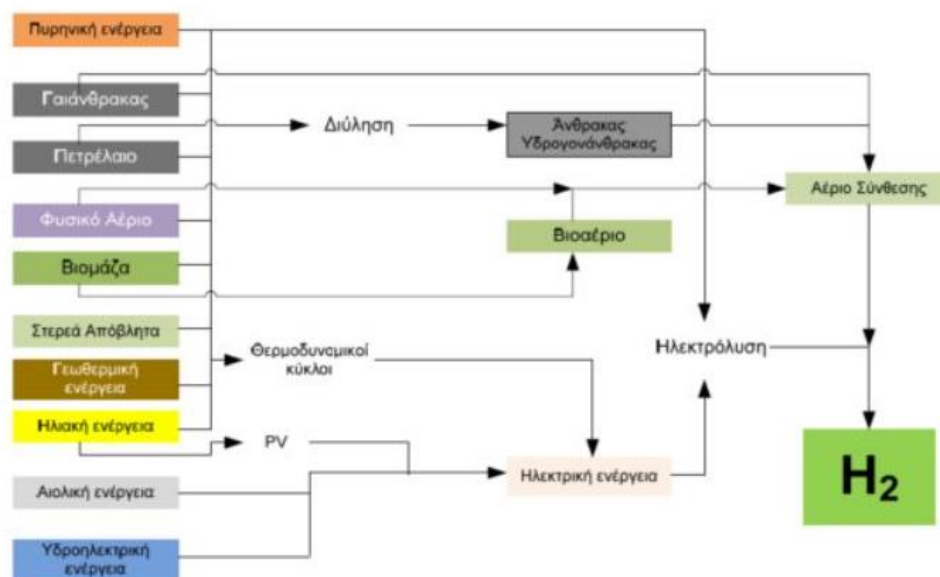 Πυρηνική ενέργεια
Γαιάνθρακας
Πετρέλαιο
Διύληση
Άνθρακας
Υδρογονάνθρακας
Φυσικό Αέριο
Αέριο Σύνθεσης
Βιοαέριο
Βιομάζα
Στερεά Απόβλητα
Θερμοδυναμικοί
κύκλοι
Ηλεκτρόλυση
Γεωθερμική
ενέργεια
Ηλιακή ενέργεια
PV
Ηλεκτρική ενέργεια
H₂
Αιολική ενέργεια
Υδροηλεκτρική
ενέργεια